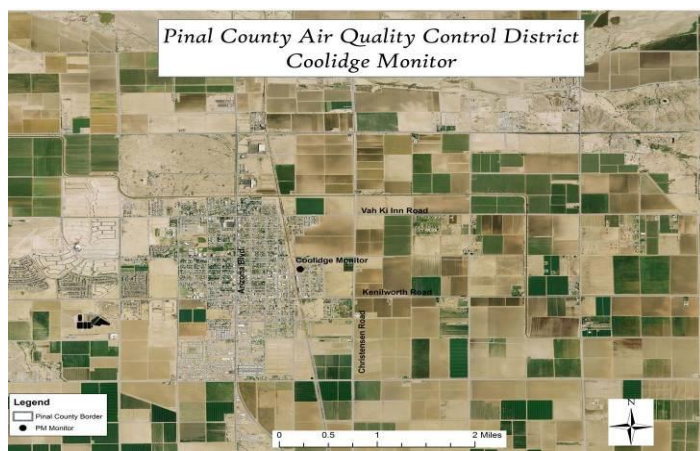 Pinal County Air Quality Control District
Coolidge Monitor
Vah Ki Inn Road
Arizona Blvd
Coolidge Monitor
Kenilworth Road
Christensen Road
Legend
Pinal County Border
PM Monitor
0 0.5 1 2 Miles
N